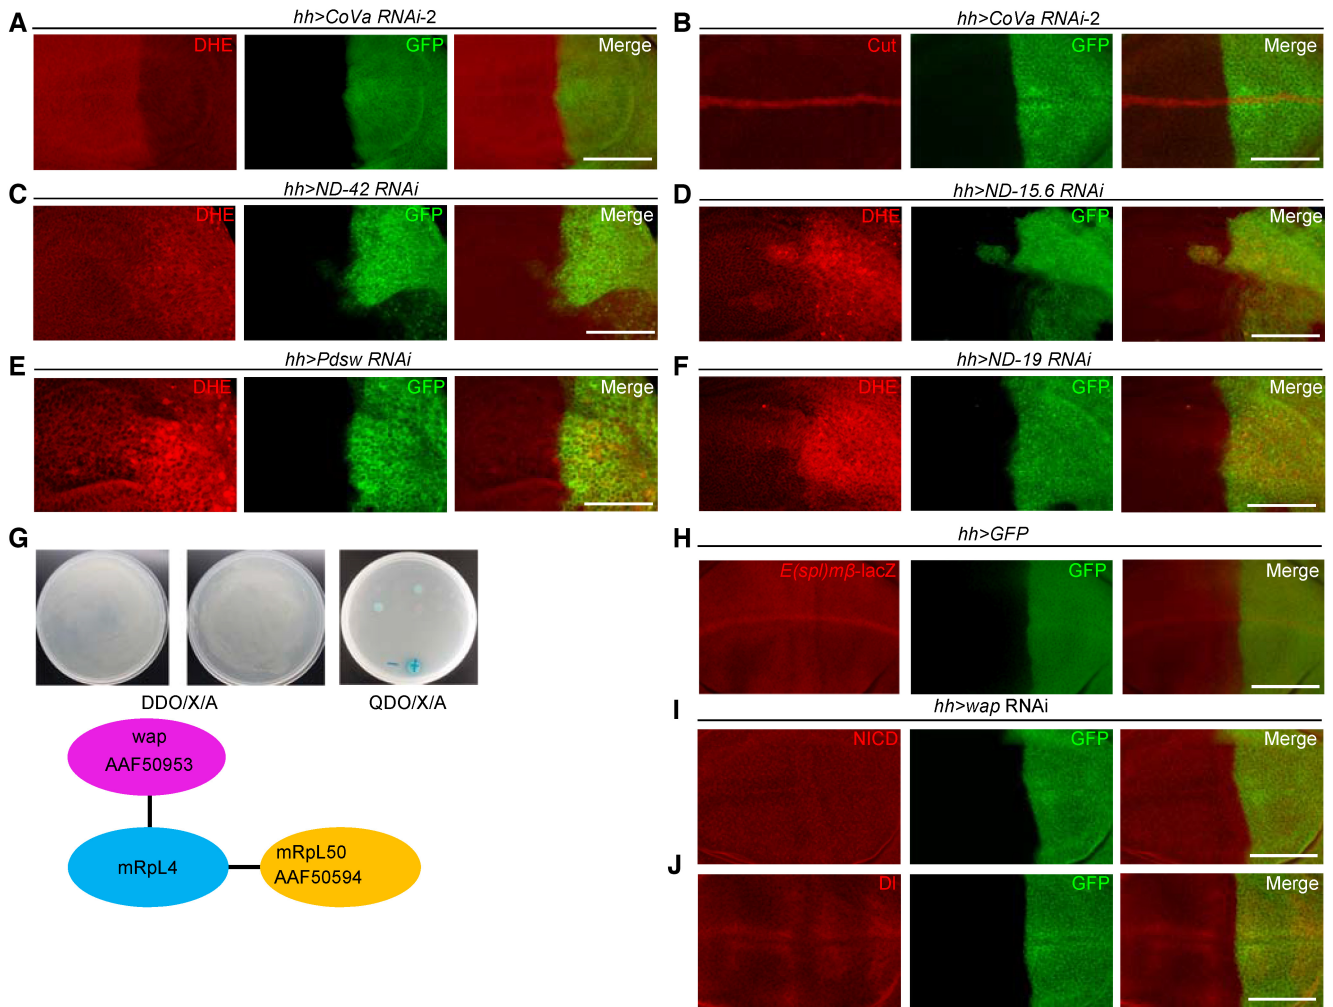 A
hh>CoVa RNAi-2
DHE
GFP
Merge
B
hh>CoVa RNAi-2
Cut
GFP
Merge
C
hh>ND-42 RNAi
DHE
GFP
Merge
D
hh>ND-15.6 RNAi
DHE
GFP
Merge
E
hh>Pdsw RNAi
DHE
GFP
Merge
F
hh>ND-19 RNAi
DHE
GFP
Merge
G
− +
DDO/X/A
QDO/X/A
wap
AAF50953
mRpL4
mRpL50
AAF50594
H
hh>GFP
E(spl)mβ-lacZ
GFP
Merge
I
hh>wap RNAi
NICD
GFP
Merge
J
Dl
GFP
Merge